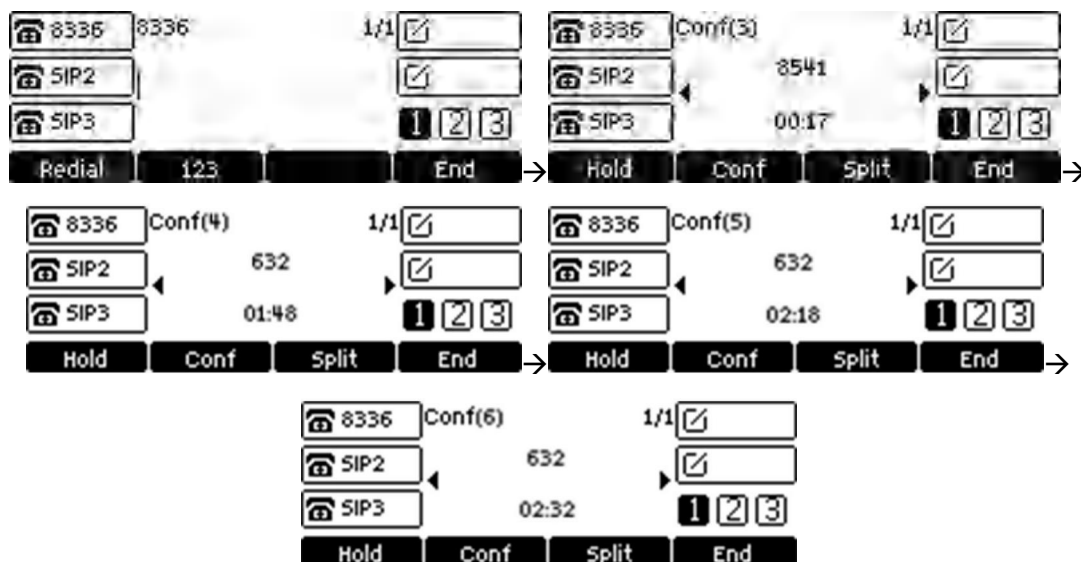 8336 8336 1/1
SIP2
SIP3 1 2 3
Redial 123 End →
8336 Conf(3) 1/1
SIP2 8541
SIP3 00:17 1 2 3
Hold Conf Split End →
8336 Conf(4) 1/1
SIP2 632
SIP3 01:48 1 2 3
Hold Conf Split End →
8336 Conf(5) 1/1
SIP2 632
SIP3 02:18 1 2 3
Hold Conf Split End →
8336 Conf(6) 1/1
SIP2 632
SIP3 02:32 1 2 3
Hold Conf Split End